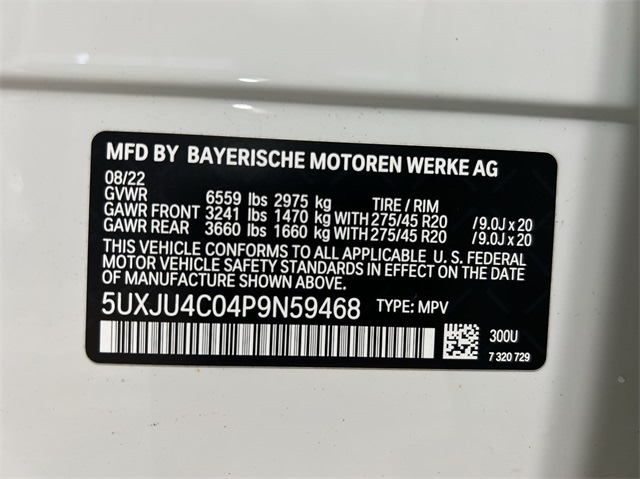 MFD BY BAYERISCHE MOTOREN WERKE AG
08/22
GVWR 6559 lbs 2975 kg TIRE / RIM
GAWR FRONT 3241 lbs 1470 kg WITH 275/45 R20 /9.0J x 20
GAWR REAR 3660 lbs 1660 kg WITH 275/45 R20 /9.0J x 20
THIS VEHICLE CONFORMS TO ALL APPLICABLE U. S. FEDERAL
MOTOR VEHICLE SAFETY STANDARDS IN EFFECT ON THE DATE
OF MANUFACTURE SHOWN ABOVE.
5UXJU4C04P9N59468 TYPE: MPV
300U
7 320 729